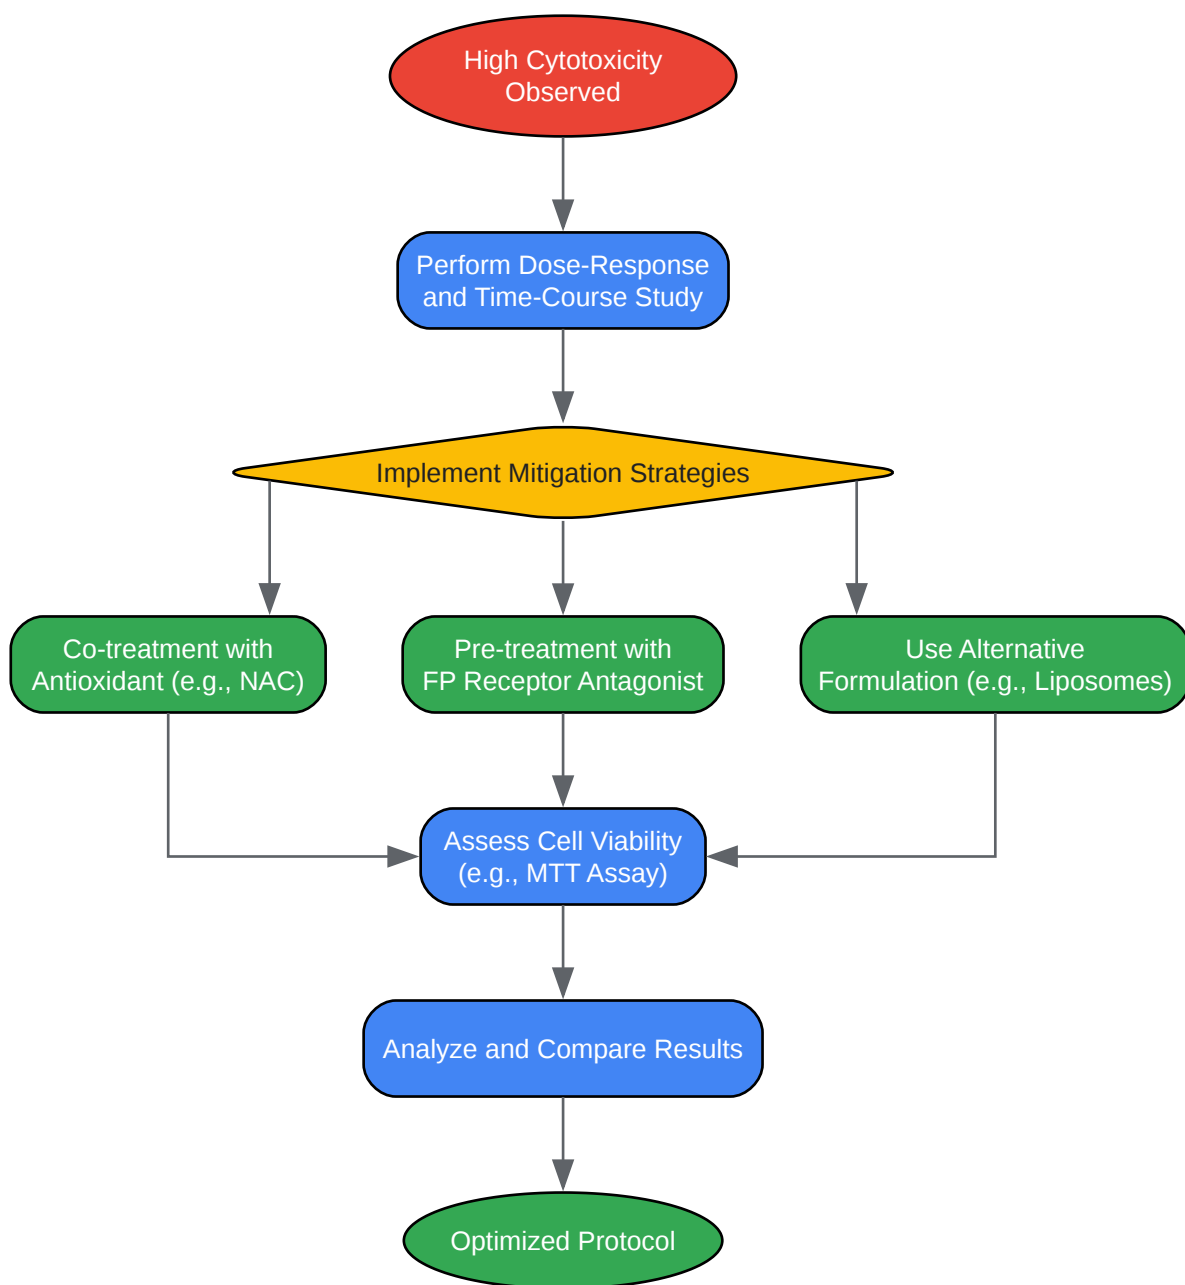 High Cytotoxicity
Observed
Perform Dose-Response
and Time-Course Study
Implement Mitigation Strategies
Co-treatment with
Antioxidant (e.g., NAC)
Pre-treatment with
FP Receptor Antagonist
Use Alternative
Formulation (e.g., Liposomes)
Assess Cell Viability
(e.g., MTT Assay)
Analyze and Compare Results
Optimized Protocol